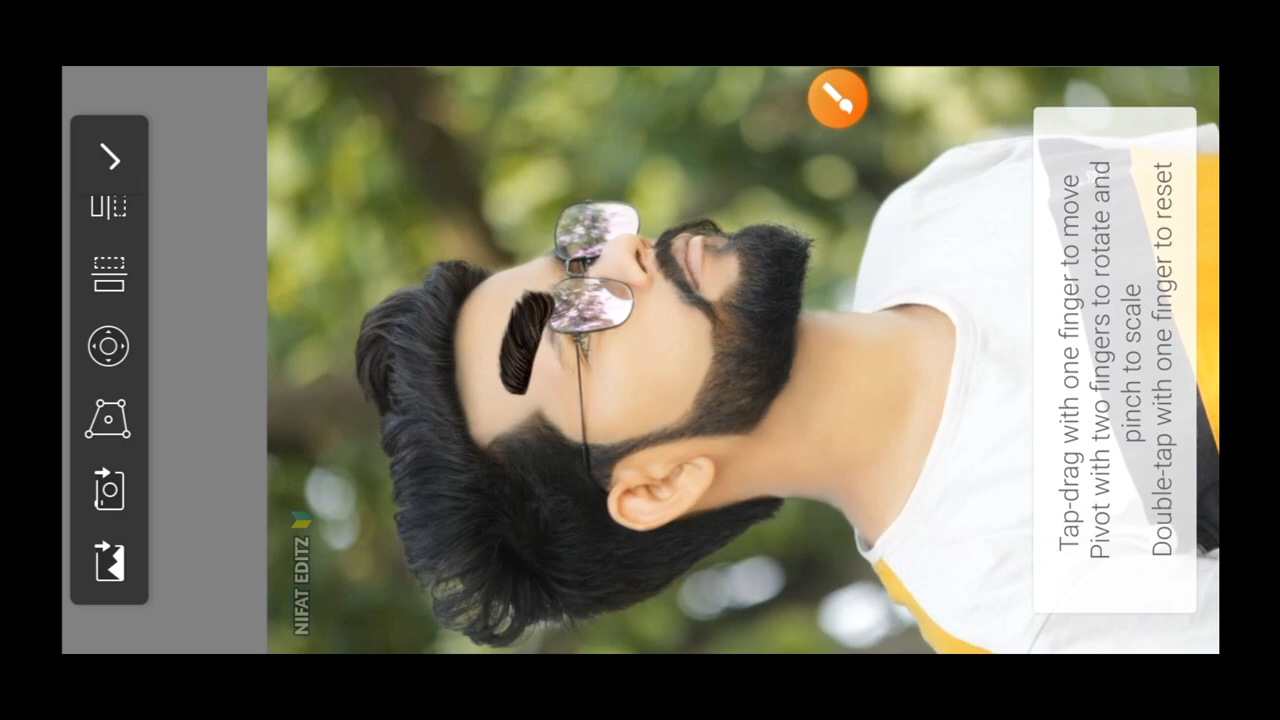 Tap-drag with one finger to move
Pivot with two fingers to rotate and
pinch to scale
Double-tap with one finger to reset
NIFAT EDITZ